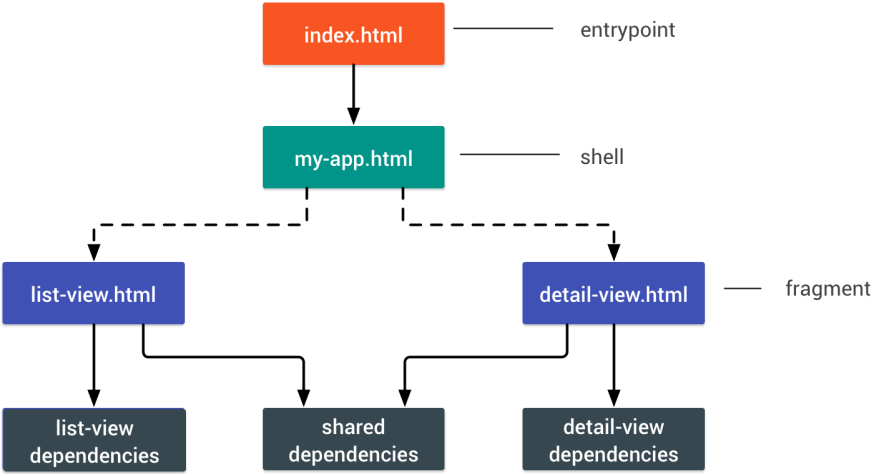 index.html
entrypoint
my-app.html
shell
list-view.html
detail-view.html
fragment
list-view
dependencies
shared
dependencies
detail-view
dependencies